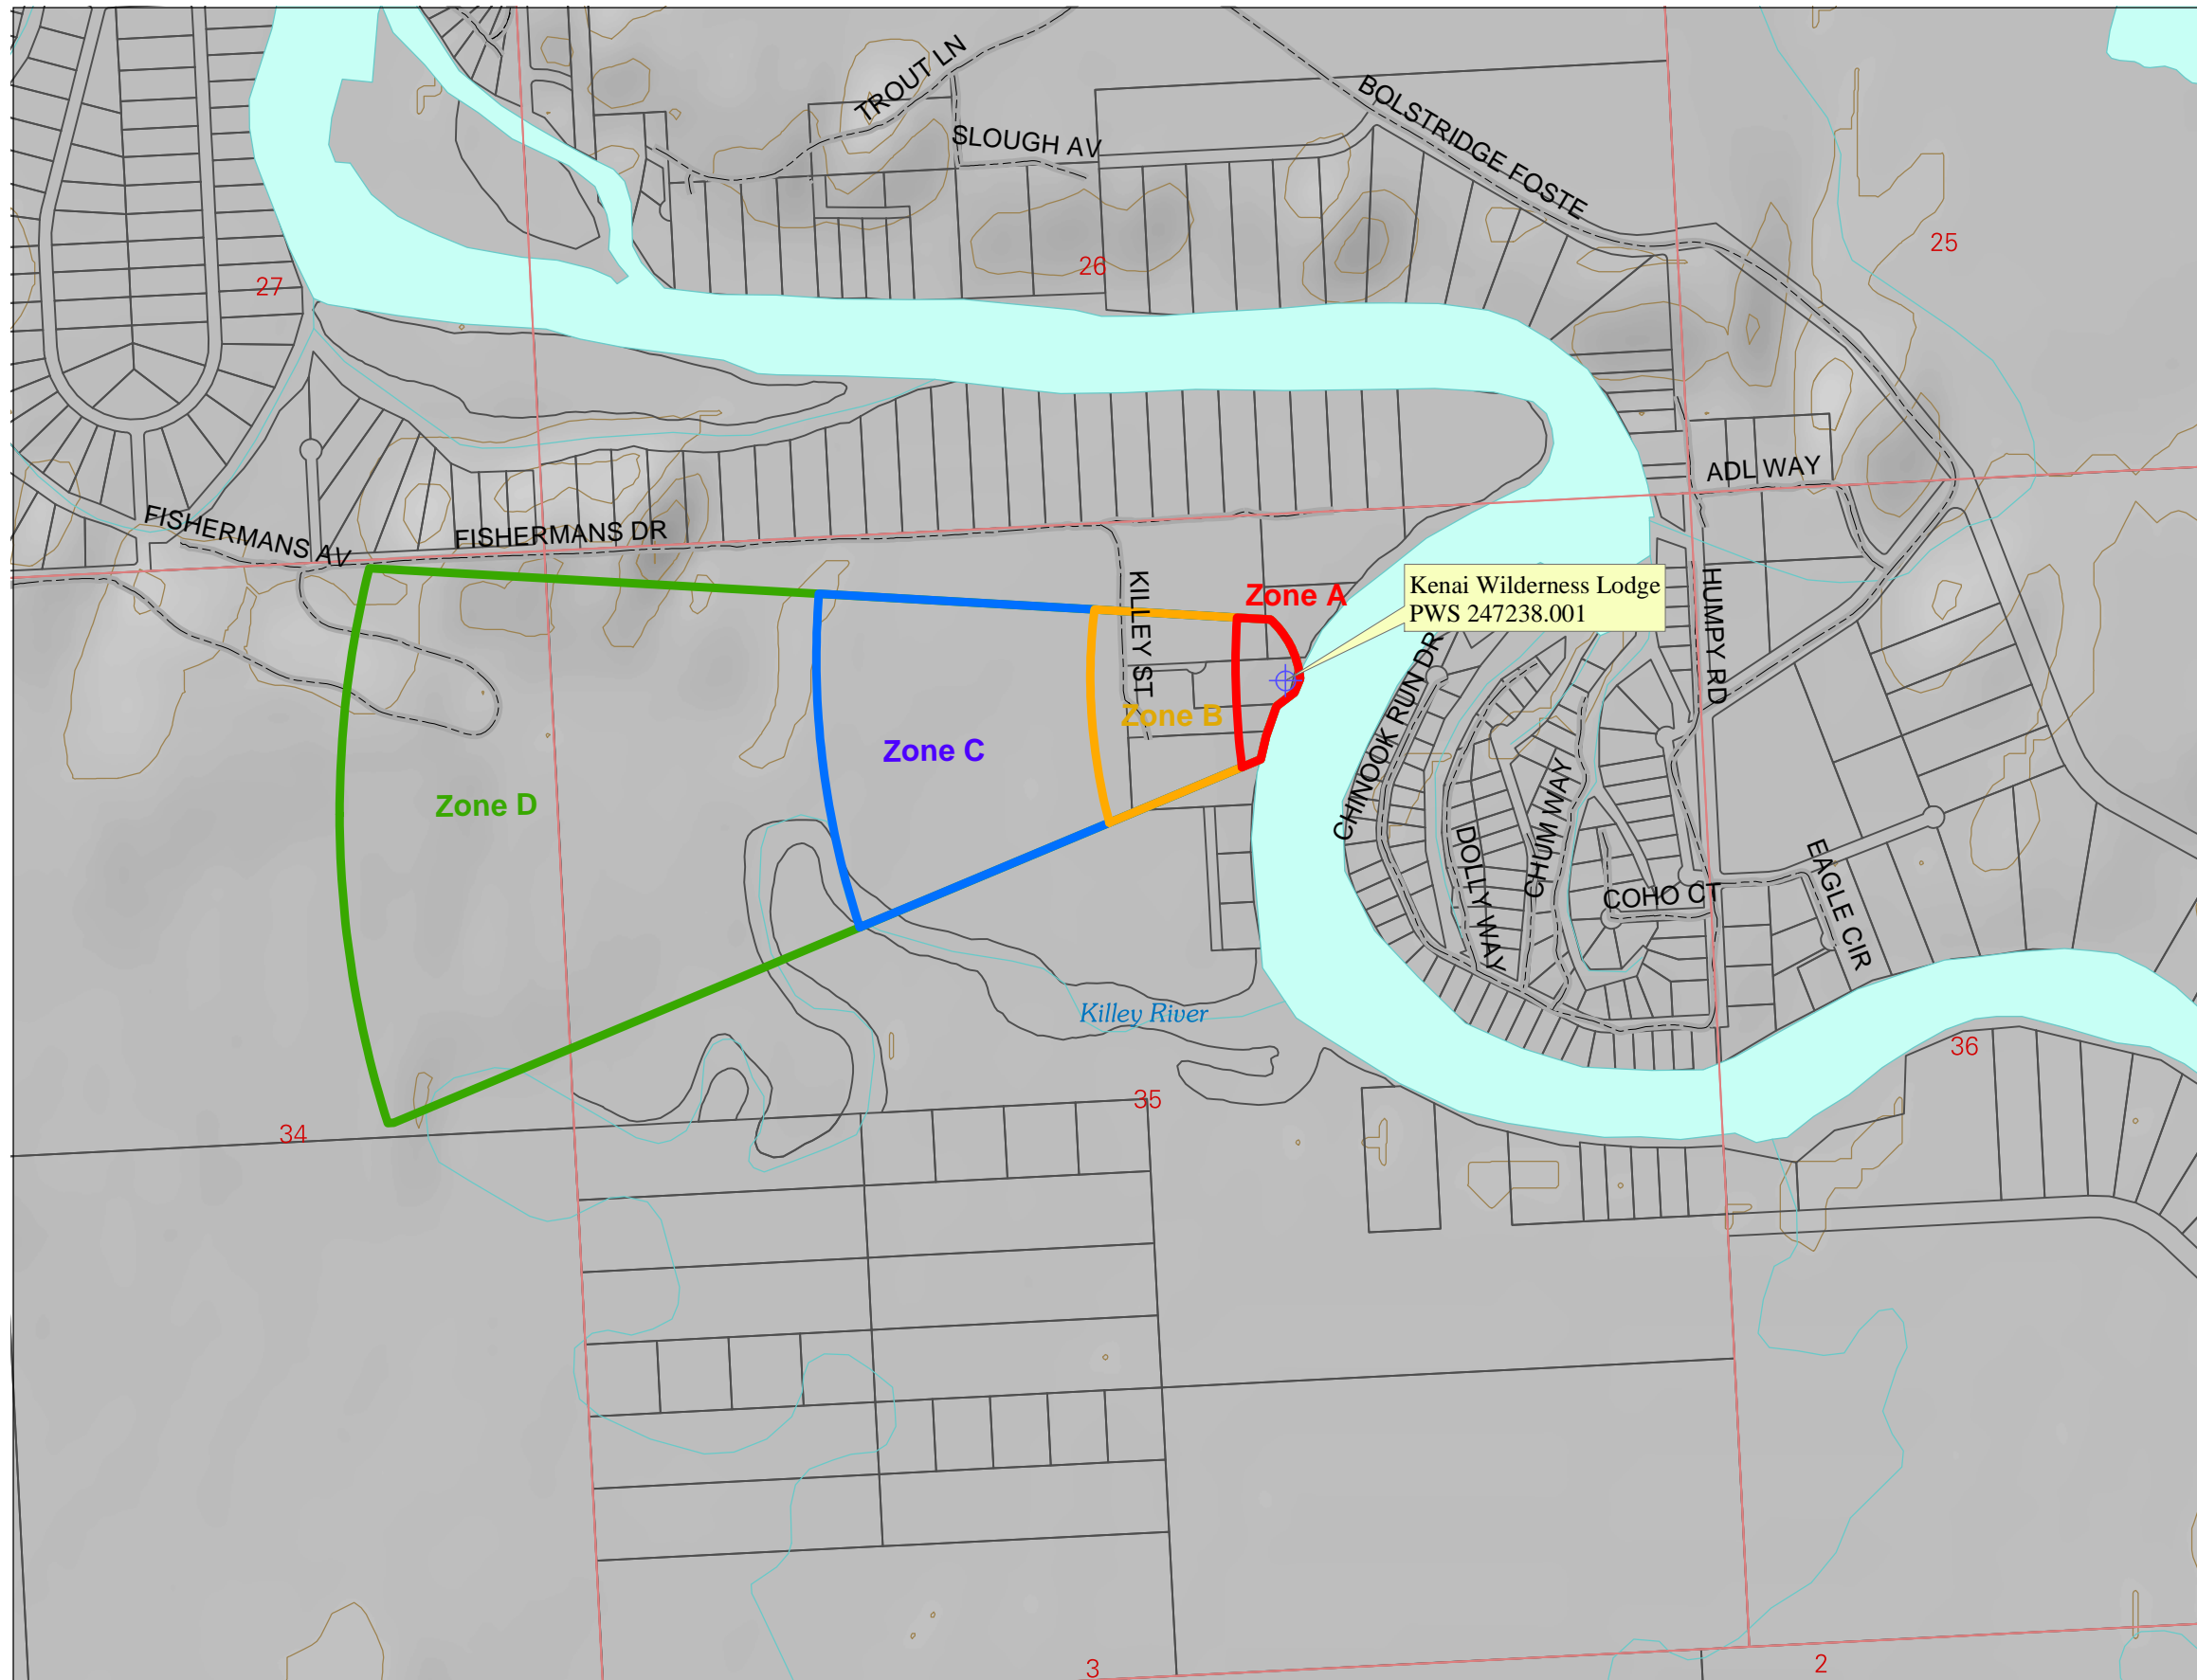 TROUT LN
SLOUGH AV
BOLSTRIDGE FOSTE
25
26
27
ADL WAY
FISHERMANS AV
FISHERMANS DR
KILLEY ST
Zone A
Kenai Wilderness Lodge
PWS 247238.001
HUMPY RD
Zone B
Zone C
Zone D
CHINOOK RUN DR
CHUM WAY
DOLLY WAY
COHO CT
EAGLE CIR
Killey River
36
35
34
3
2